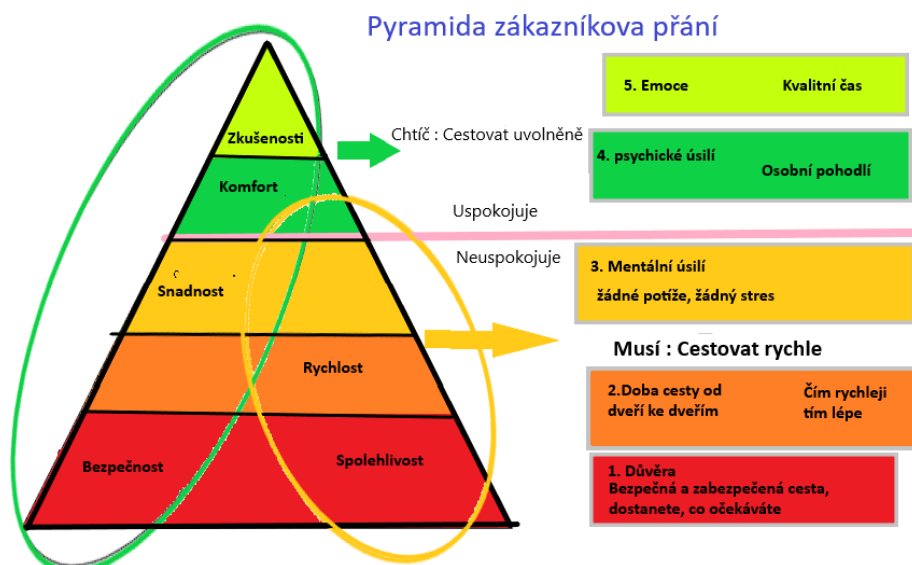 Pyramida zákazníkova přání
Zkušenosti
Komfort
Snadnost
Rychlost
Bezpečnost
Spolehlivost
Chtíč : Cestovat uvolněně
Uspokojuje
Neuspokojuje
5. Emoce
Kvalitní čas
4. psychické úsilí
Osobní pohodlí
3. Mentální úsilí
žádné potíže, žádný stres
Musí : Cestovat rychle
2.Doba cesty od
dveří ke dveřím
Čím rychleji
tím lépe
1. Důvěra
Bezpečná a zabezpečená cesta,
dostanete, co očekáváte